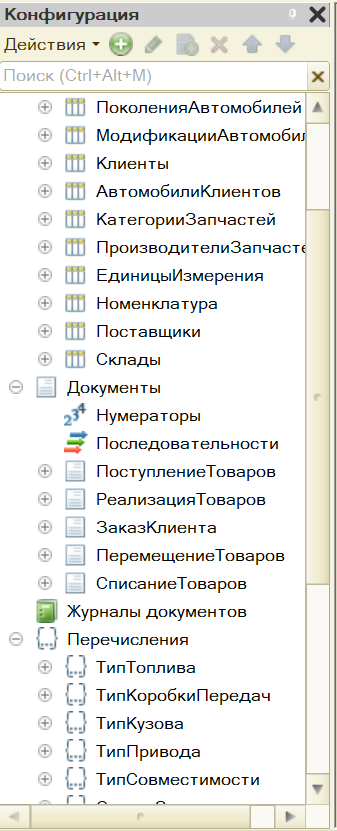 Конфигурация
Действия
Поиск (Ctrl+Alt+M)
ПоколенияАвтомобилей
МодификацииАвтомобил
Клиенты
АвтомобилиКлиентов
КатегорииЗапчастей
ПроизводителиЗапчасте
ЕдиницыИзмерения
Номенклатура
Поставщики
Склады
Документы
Нумераторы
Последовательности
ПоступлениеТоваров
РеализацияТоваров
ЗаказКлиента
ПеремещениеТоваров
СписаниеТоваров
Журналы документов
Перечисления
ТипТоплива
ТипКоробкиПередач
ТипКузова
ТипПривода
ТипСовместимости